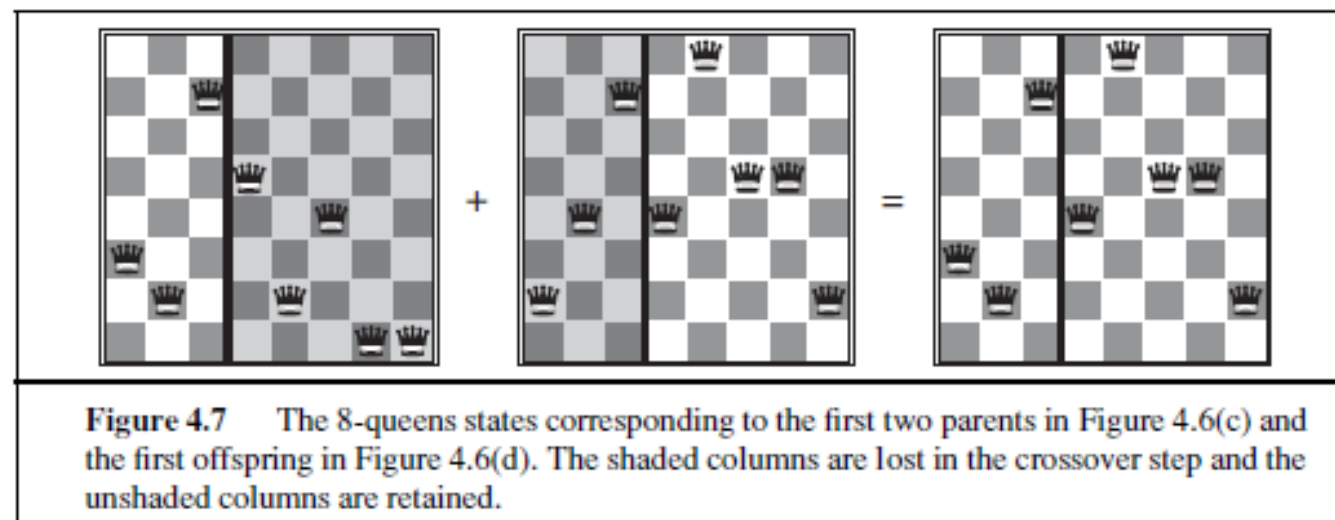 + =
Figure 4.7 The 8-queens states corresponding to the first two parents in Figure 4.6(c) and
the first offspring in Figure 4.6(d). The shaded columns are lost in the crossover step and the
unshaded columns are retained.